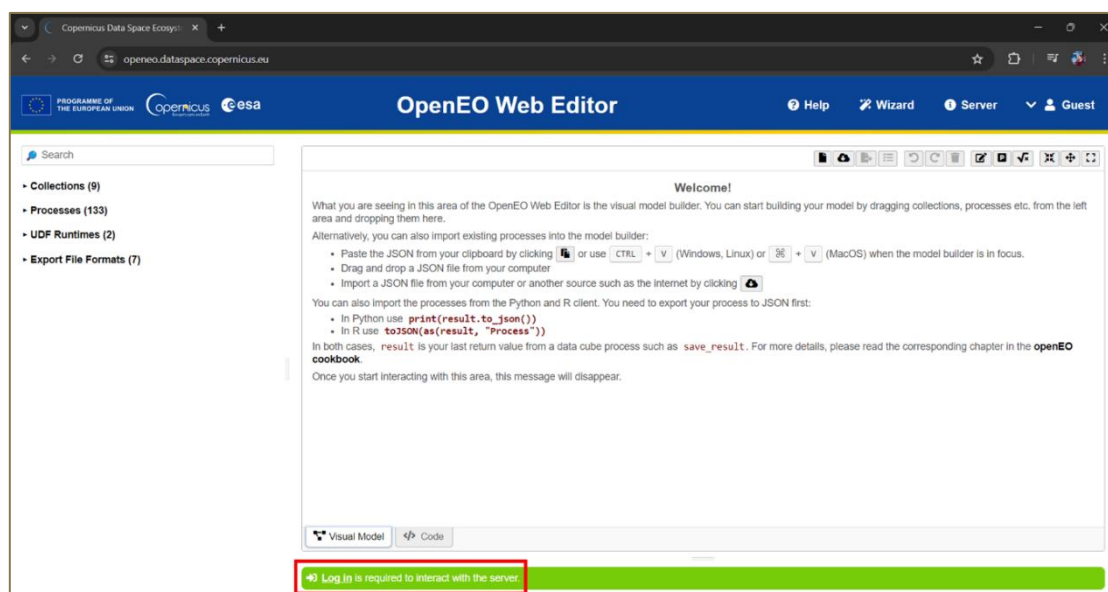 Copernicus Data Space Ecosyst
openeo.dataspace.copernicus.eu
PROGRAMME OF
THE EUROPEAN UNION
opernicus
esa
OpenEO Web Editor
Help
Wizard
Server
Guest
Search
Collections (9)
Processes (133)
UDF Runtimes (2)
Export File Formats (7)
Welcome!
What you are seeing in this area of the OpenEO Web Editor is the visual model builder. You can start building your model by dragging collections, processes etc. from the left
area and dropping them here.
Alternatively, you can also import existing processes into the model builder:
Paste the JSON from your clipboard by clicking or use CTRL + V (Windows, Linux) or ⌘ + V (MacOS) when the model builder is in focus.
Drag and drop a JSON file from your computer
Import a JSON file from your computer or another source such as the internet by clicking
You can also import the processes from the Python and R client. You need to export your process to JSON first:
In Python use print(result.to_json())
In R use toJSON(as(result, "Process"))
In both cases, result is your last return value from a data cube process such as save_result. For more details, please read the corresponding chapter in the openEO
cookbook.
Once you start interacting with this area, this message will disappear.
Visual Model
Code
Log in is required to interact with the server.